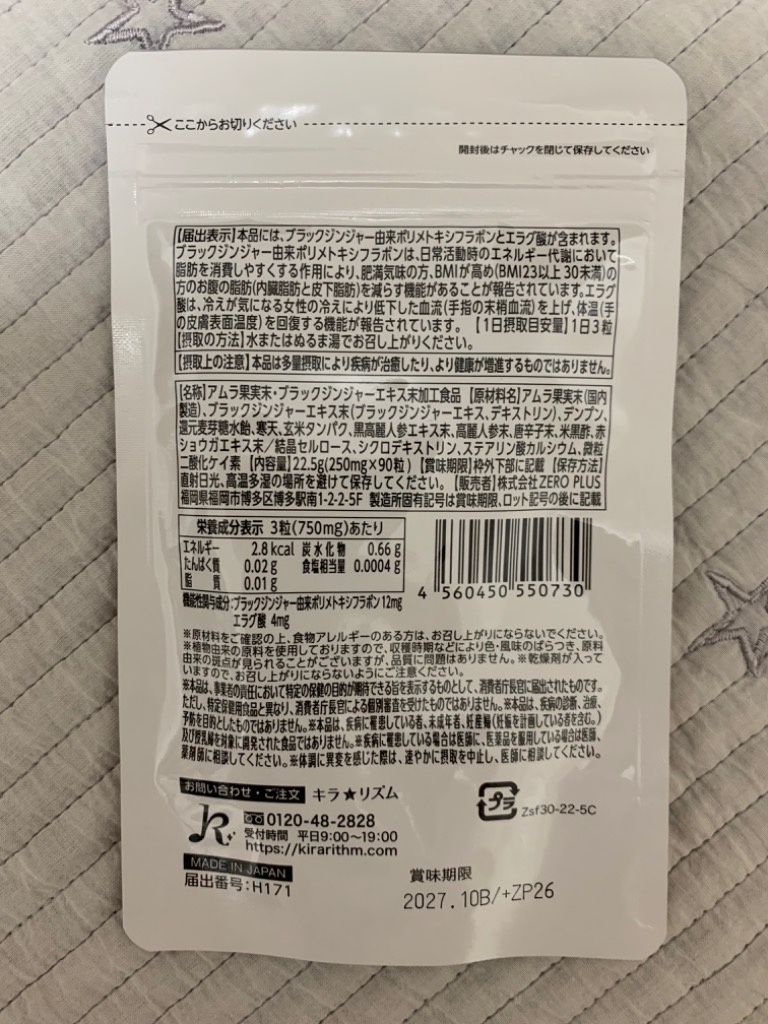 ここからお切りください
開封後はチャックを閉じて保存してください
【届出表示】本品には、ブラックジンジャー由来ポリメトキシフラボンとエラグ酸が含まれます。
ブラックジンジャー由来ポリメトキシフラボンは、日常活動時のエネルギー代謝において
脂肪を消費しやすくする作用により、肥満気味の方、BMIが高め(BMI23以上30未満)の
方のお腹の脂肪(内臓脂肪と皮下脂肪)を減らす機能があることが報告されています。エラグ
酸は、冷えが気になる女性の冷えにより低下した血流(手指の末梢血流)を上げ、体温(手
の皮膚表面温度)を回復する機能が報告されています。【1日摂取目安量】1日3粒
【摂取の方法】水またはぬるま湯でお召し上がりください。
【摂取上の注意】本品は多量摂取により疾病が治癒したり、より健康が増進するものではありません。
【名称】アムラ果実末・ブラックジンジャーエキス末加工食品【原材料名】アムラ果実末(国内
製造)、ブラックジンジャーエキス末(ブラックジンジャーエキス、デキストリン)、デンプン、
還元麦芽糖水飴、寒天、玄米タンパク、黒高麗人参エキス末、高麗人参末、唐辛子末、米黒酢、赤
ショウガエキス末/結晶セルロース、シクロデキストリン、ステアリン酸カルシウム、微粒
二酸化ケイ素【内容量】22.5g(250mg×90粒)【賞味期限】枠外下部に記載【保存方法】
直射日光、高温多湿の場所を避けて保存してください。【販売者】株式会社ZERO PLUS
福岡県福岡市博多区博多駅南1-2-2-5F 製造所固有記号は賞味期限、ロット記号の後に記載
栄養成分表示 3粒(750mg)あたり
エネルギー 2.8kcal 炭水化物 0.66g
たんぱく質 0.02g 食塩相当量 0.0004g
脂質 0.01g
機能性関与成分:ブラックジンジャー由来ポリメトキシフラボン12mg
エラグ酸 4mg
4 560450 550730
※原材料をご確認の上、食物アレルギーのある方は、お召し上がりにならないでください。
※植物由来の原料を使用しておりますので、収穫時期などにより色・風味のばらつき、原料
由来の斑点が見られることがございますが、品質に問題はありません。※乾燥剤が入って
いますので、お召し上がりにならないようにご注意ください。
※本品は、事業者の責任において特定の保健の目的が期待できる旨を表示するものとして、消費者庁長官に届出されたものです。
ただし、特定保健用食品と異なり、消費者庁長官による個別審査を受けたものではありません。※本品は、疾病の診断、治療、
予防を目的としたものではありません。※本品は、疾病に罹患している者、未成年者、妊産婦(妊娠を計画している者を含む。)
及び授乳婦を対象に開発された食品ではありません。※疾病に罹患している場合は医師に、医薬品を服用している場合は医師、
薬剤師に相談してください。※体調に異変を感じた際は、速やかに摂取を中止し、医師に相談してください。
お問い合わせ・ご注文 キラ★リズム
0120-48-2828
受付時間 平日9:00〜19:00
https://kirarithm.com
プラ
Zsf30-22-5C
MADE IN JAPAN
届出番号:H171
賞味期限
2027.10B/+ZP26